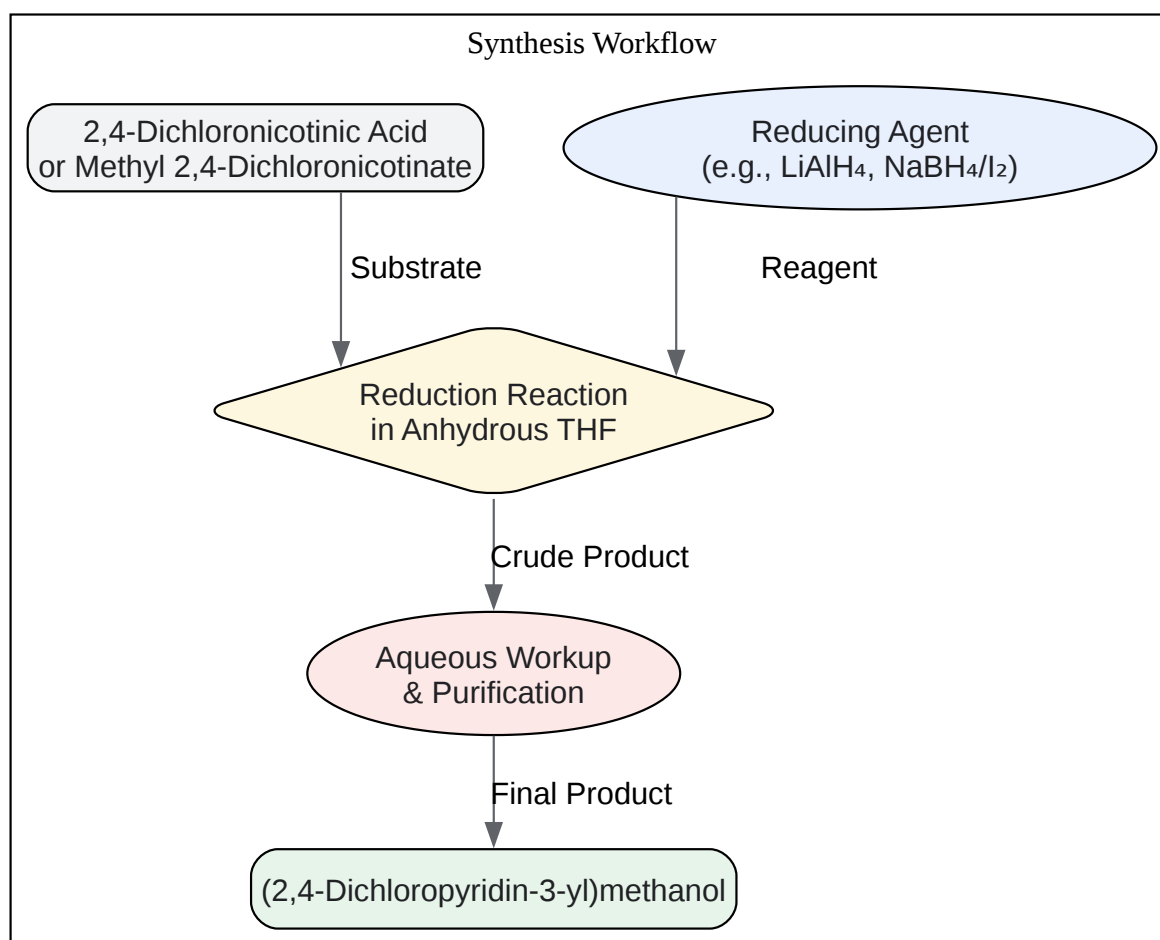 Synthesis Workflow
2,4-Dichloronicotinic Acid
or Methyl 2,4-Dichloronicotinate
Reducing Agent
(e.g., LiAlH₄, NaBH₄/I₂)
Substrate
Reagent
Reduction Reaction
in Anhydrous THF
Crude Product
Aqueous Workup
& Purification
Final Product
(2,4-Dichloropyridin-3-yl)methanol